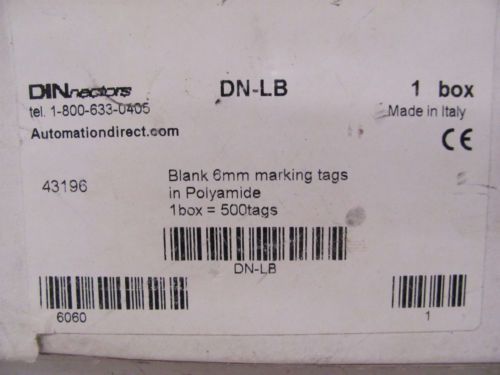 DINnectors DN-LB 1 box
tel. 1-800-633-0405 Made in Italy
Automationdirect.com CE
43196 Blank 6mm marking tags
in Polyamide
1box = 500tags
DN-LB
6060 1